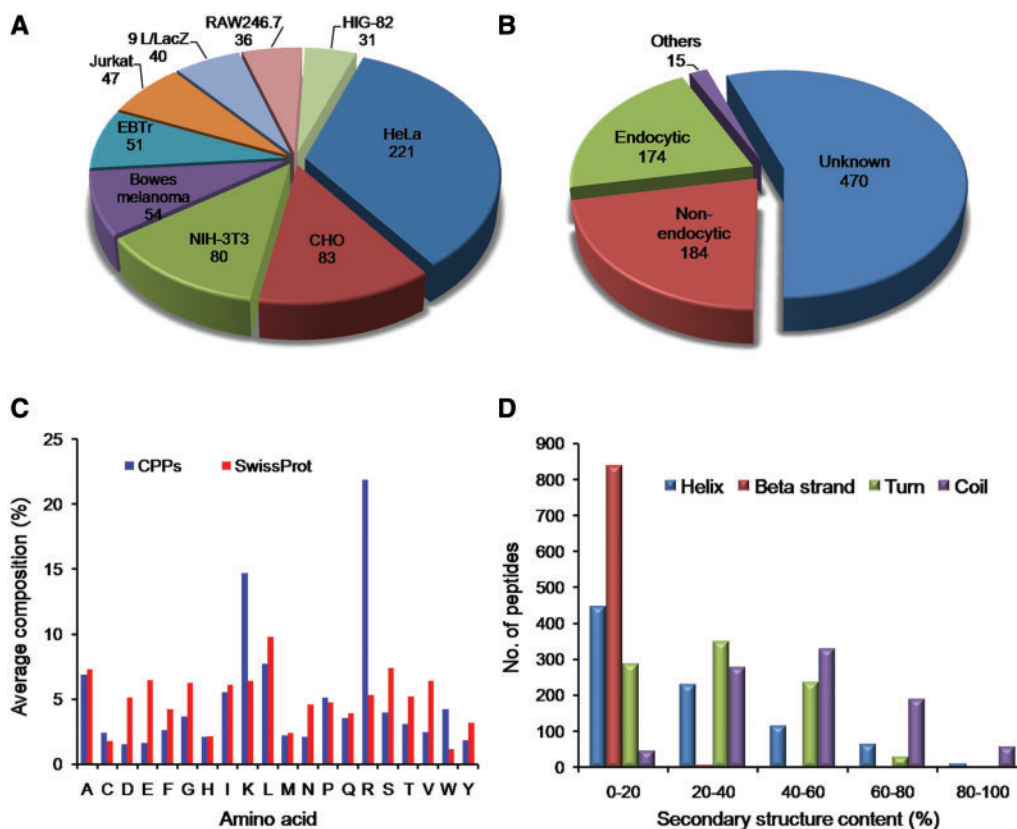 A
RAW246.7
36
HIG-82
31
9 L/LacZ
40
Jurkat
47
EBTr
51
Bowes
melanoma
54
NIH-3T3
80
CHO
83
HeLa
221
B
Others
15
Endocytic
174
Non-
endocytic
184
Unknown
470
C
25
20
15
10
5
0
Average composition (%)
CPPs
SwissProt
A C D E F G H I K L M N P Q R S T V W Y
Amino acid
D
900
800
700
600
500
400
300
200
100
0
No. of peptides
Helix Beta strand Turn Coil
0-20 20-40 40-60 60-80 80-100
Secondary structure content (%)